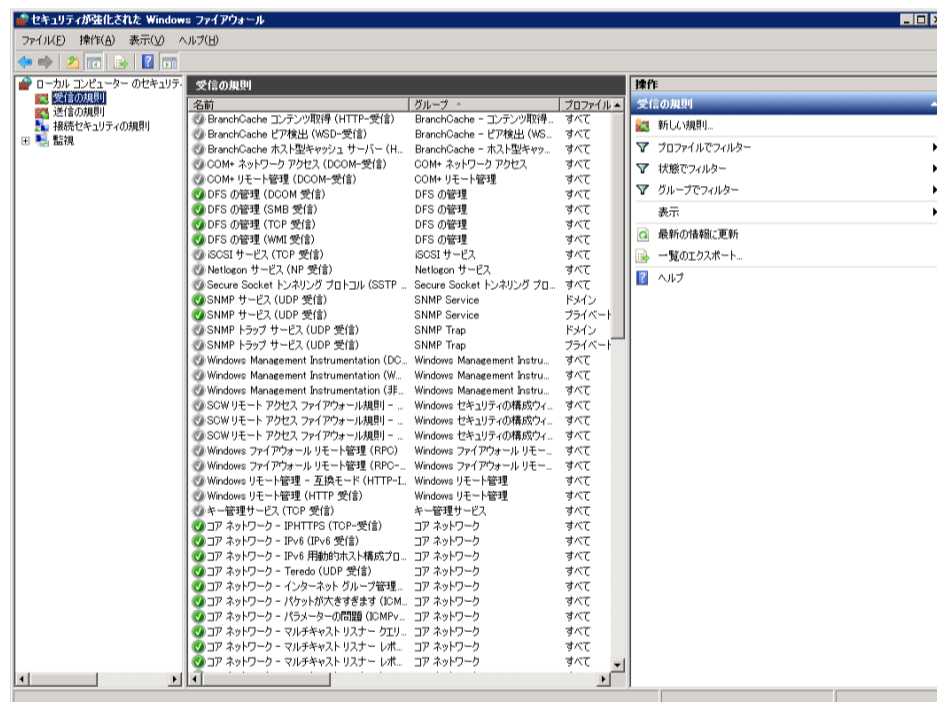 セキュリティが強化された Windows ファイアウォール
ファイル(F) 操作(A) 表示(V) ヘルプ(H)
ローカル コンピューター のセキュリテ
受信の規則
送信の規則
接続セキュリティの規則
監視
受信の規則
名前 グループ プロファイル
BranchCache コンテンツ取得 (HTTP-受信) BranchCache - コンテンツ取得... すべて
BranchCache ピア検出 (WSD-受信) BranchCache - ピア検出 (WS... すべて
BranchCache ホスト型キャッシュ サーバー (H... BranchCache - ホスト型キャッ... すべて
COM+ ネットワーク アクセス (DCOM-受信) COM+ ネットワーク アクセス すべて
COM+ リモート管理 (DCOM-受信) COM+ リモート管理 すべて
DFS の管理 (DCOM 受信) DFS の管理 すべて
DFS の管理 (SMB 受信) DFS の管理 すべて
DFS の管理 (TCP 受信) DFS の管理 すべて
DFS の管理 (WMI 受信) DFS の管理 すべて
iSCSI サービス (TCP 受信) iSCSI サービス すべて
Netlogon サービス (NP 受信) Netlogon サービス すべて
Secure Socket トンネリング プロトコル (SSTP ... Secure Socket トンネリング プロ... すべて
SNMP サービス (UDP 受信) SNMP Service ドメイン
SNMP サービス (UDP 受信) SNMP Service プライベート
SNMP トラップ サービス (UDP 受信) SNMP Trap ドメイン
SNMP トラップ サービス (UDP 受信) SNMP Trap プライベート
Windows Management Instrumentation (DC... Windows Management Instru... すべて
Windows Management Instrumentation (W... Windows Management Instru... すべて
Windows Management Instrumentation (非... Windows Management Instru... すべて
SCW リモート アクセス ファイアウォール規則 - ... Windows セキュリティの構成ウィ... すべて
SCW リモート アクセス ファイアウォール規則 - ... Windows セキュリティの構成ウィ... すべて
SCW リモート アクセス ファイアウォール規則 - ... Windows セキュリティの構成ウィ... すべて
Windows ファイアウォール リモート管理 (RPC) Windows ファイアウォール リモー... すべて
Windows ファイアウォール リモート管理 (RPC-... Windows ファイアウォール リモー... すべて
Windows リモート管理 - 互換モード (HTTP-I... Windows リモート管理 すべて
Windows リモート管理 (HTTP 受信) Windows リモート管理 すべて
キー管理サービス (TCP 受信) キー管理サービス すべて
コア ネットワーク - IPHTTPS (TCP-受信) コア ネットワーク すべて
コア ネットワーク - IPv6 (IPv6 受信) コア ネットワーク すべて
コア ネットワーク - IPv6 用動的ホスト構成プロ... コア ネットワーク すべて
コア ネットワーク - Teredo (UDP 受信) コア ネットワーク すべて
コア ネットワーク - インターネット グループ管理... コア ネットワーク すべて
コア ネットワーク - パケットが大きすぎます (ICM... コア ネットワーク すべて
コア ネットワーク - パラメーターの問題 (ICMPv... コア ネットワーク すべて
コア ネットワーク - マルチキャスト リスナー クエリ... コア ネットワーク すべて
コア ネットワーク - マルチキャスト リスナー レポ... コア ネットワーク すべて
コア ネットワーク - マルチキャスト リスナー レポ... コア ネットワーク すべて
操作
受信の規則
新しい規則...
プロファイルでフィルター
状態でフィルター
グループでフィルター
表示
最新の情報に更新
一覧のエクスポート...
ヘルプ